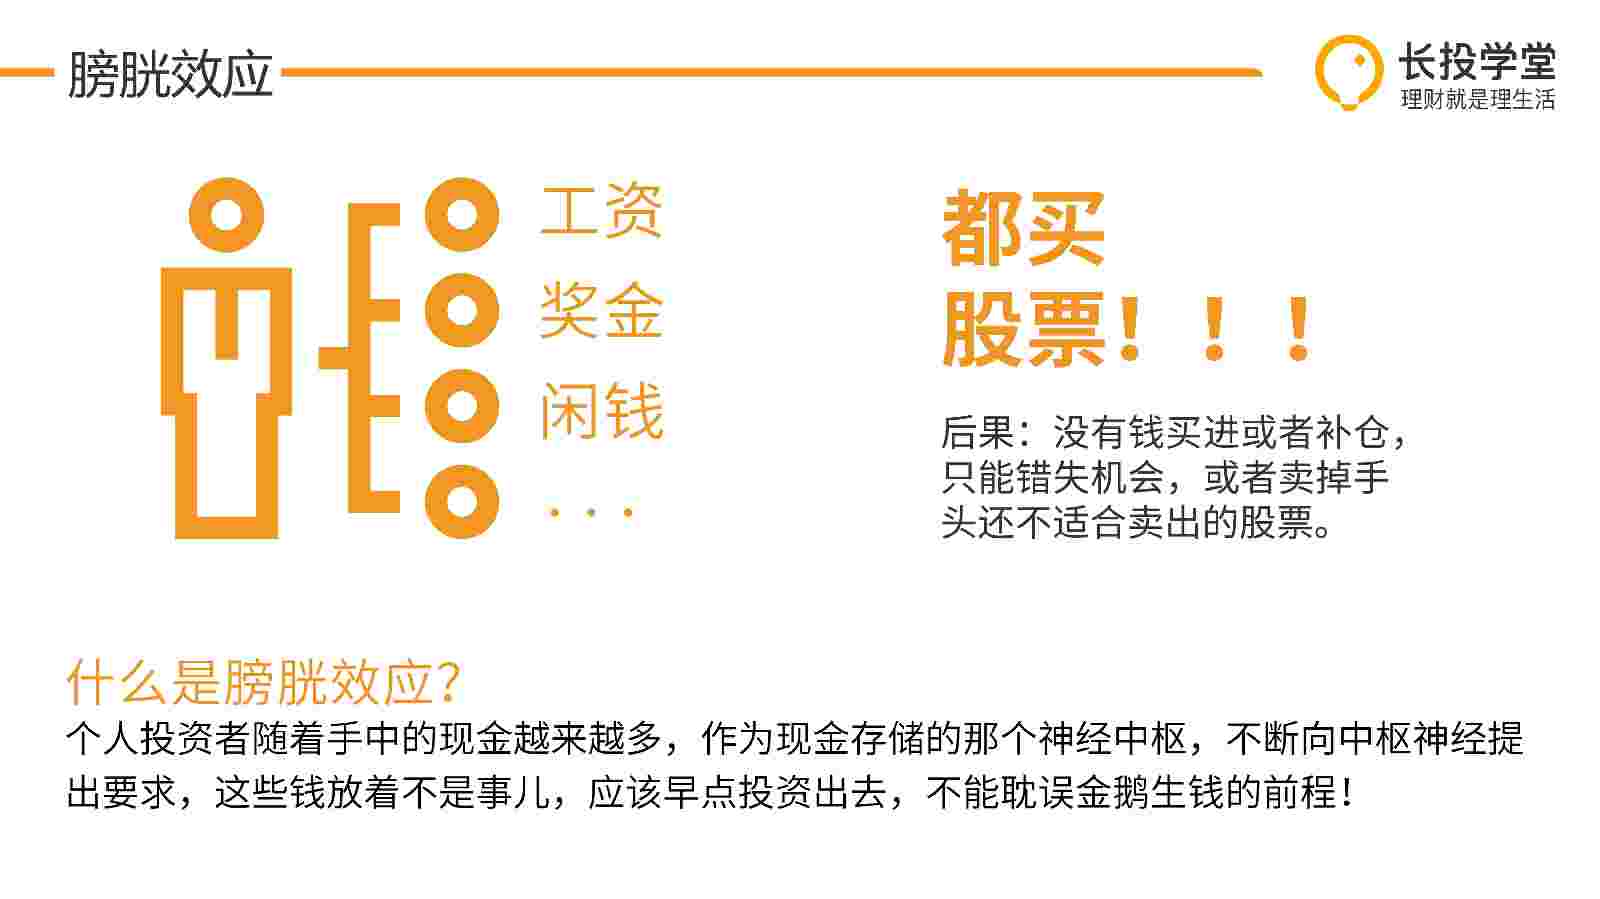 膀胱效应
长投学堂
理财就是理生活
工资
奖金
闲钱
...
都买
股票！！！
后果：没有钱买进或者补仓，
只能错失机会，或者卖掉手
头还不适合卖出的股票。
什么是膀胱效应？
个人投资者随着手中的现金越来越多，作为现金存储的那个神经中枢，不断向中枢神经提
出要求，这些钱放着不是事儿，应该早点投资出去，不能耽误金鹅生钱的前程！